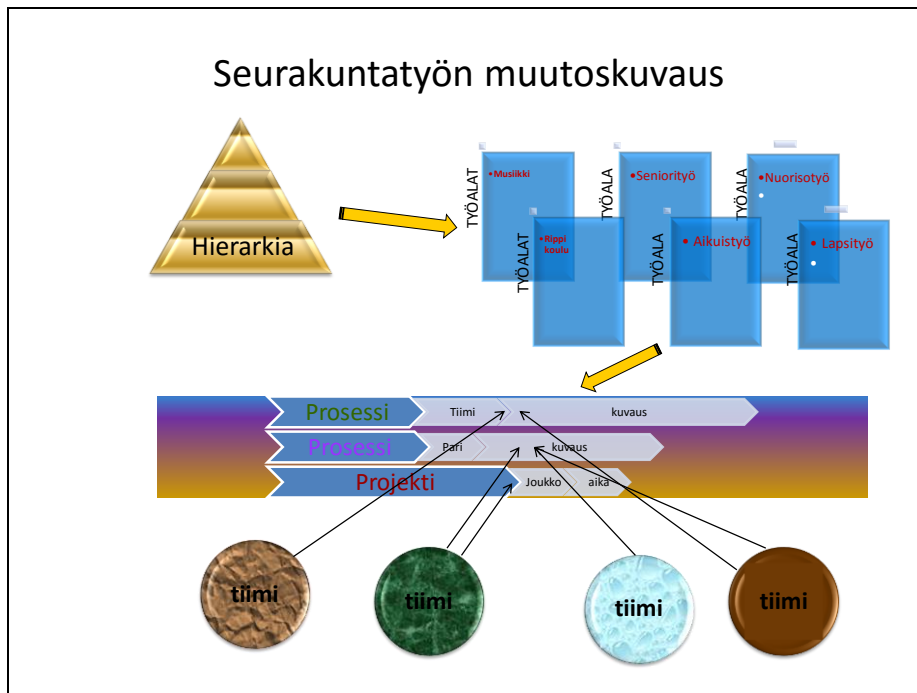 Seurakuntatyön muutoskuvaus
Hierarkia
TYÖALAT
•Musiikki
TYÖALA
•Seniorityö
TYÖALA
•Nuorisotyö
•
TYÖALAT
•Rippi
koulu
TYÖALA
• Aikuistyö
TYÖALA
• Lapsityö
•
Prosessi
Tiimi
kuvaus
Prosessi
Pari
kuvaus
Projekti
Joukko
aika
tiimi
tiimi
tiimi
tiimi